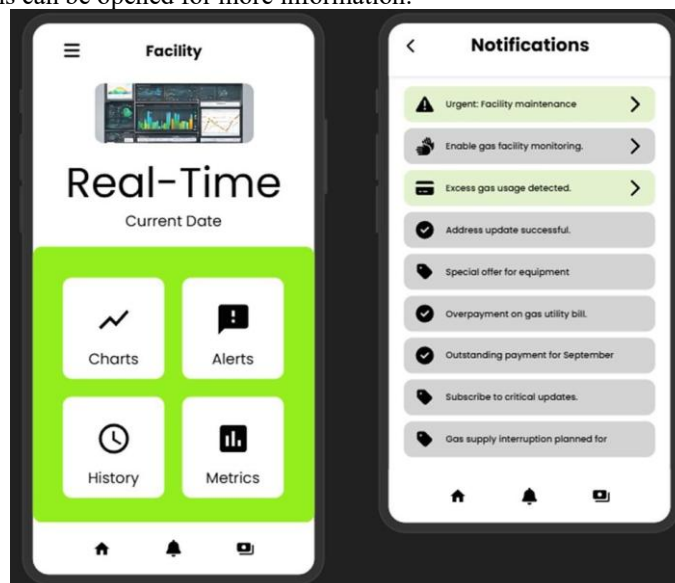 ns can be opened for more information.
Facility
Real-Time
Current Date
Charts
Alerts
History
Metrics
Notifications
Urgent: Facility maintenance
Enable gas facility monitoring.
Excess gas usage detected.
Address update successful.
Special offer for equipment
Overpayment on gas utility bill.
Outstanding payment for September
Subscribe to critical updates.
Gas supply interruption planned for